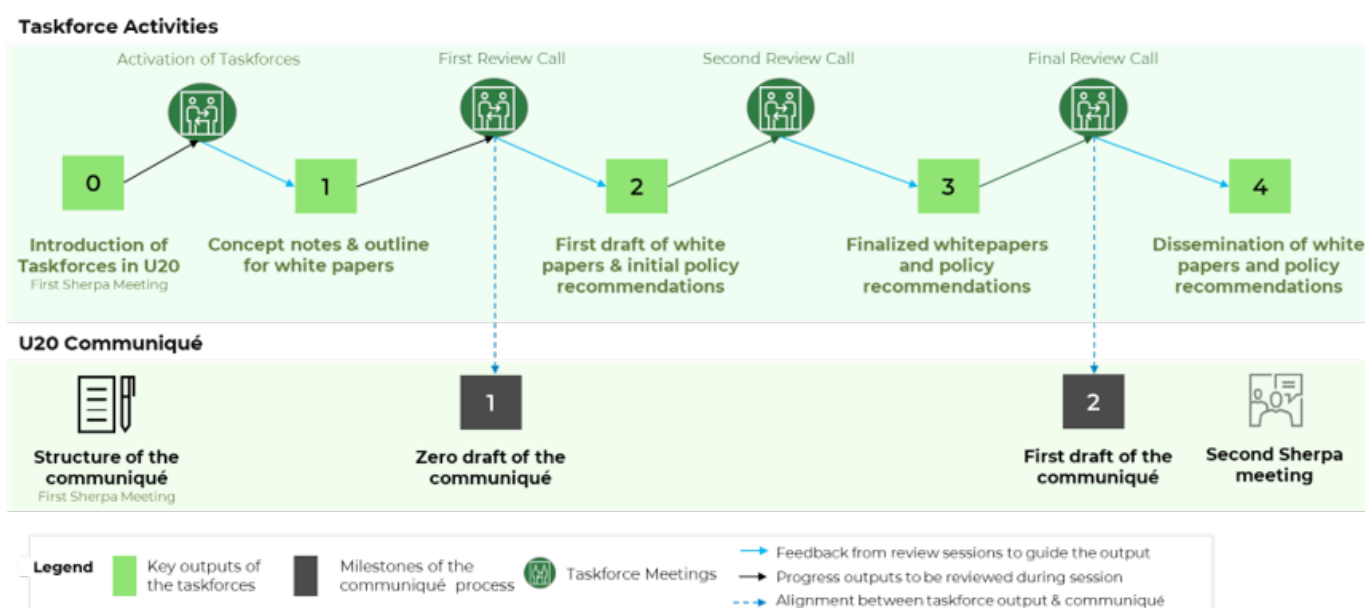 Taskforce Activities
Activation of Taskforces
First Review Call
Second Review Call
Final Review Call
0
1
2
3
4
Introduction of
Taskforces in U20
First Sherpa Meeting
Concept notes & outline
for white papers
First draft of white
papers & initial policy
recommendations
Finalized whitepapers
and policy
recommendations
Dissemination of white
papers and policy
recommendations
U20 Communiqué
1
2
Structure of the
communiqué
First Sherpa Meeting
Zero draft of the
communiqué
First draft of the
communiqué
Second Sherpa
meeting
Legend
Key outputs of
the taskforces
Milestones of the
communiqué process
Taskforce Meetings
Feedback from review sessions to guide the output
Progress outputs to be reviewed during session
Alignment between taskforce output & communiqué